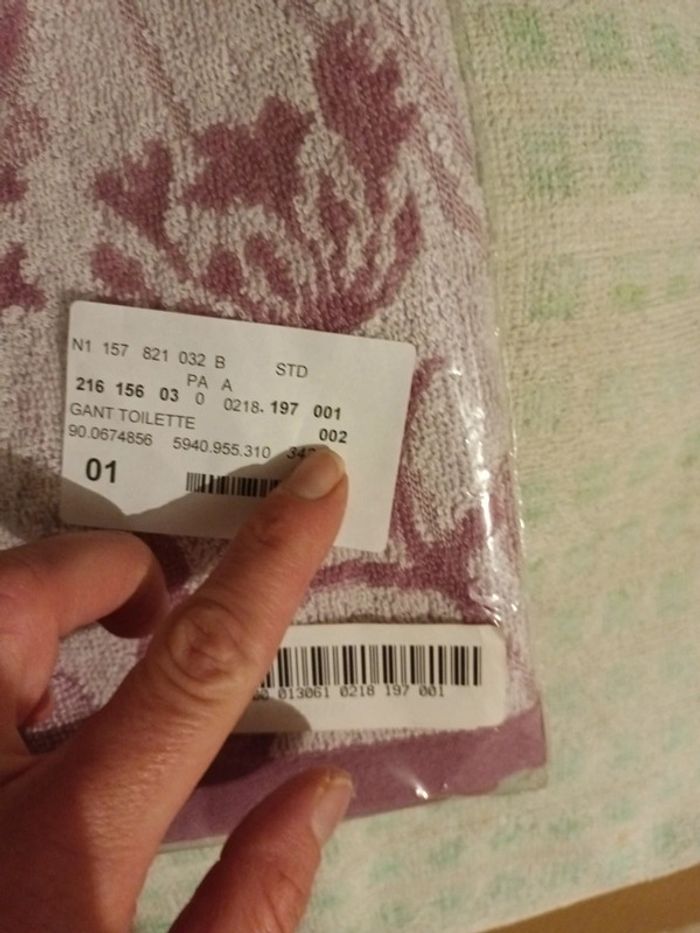 N1 157 821 032 B STD
PA A
216 156 03 0 0218. 197 001
GANT TOILETTE 002
90.0674856 5940.955.310
01
013061 0218 197 001